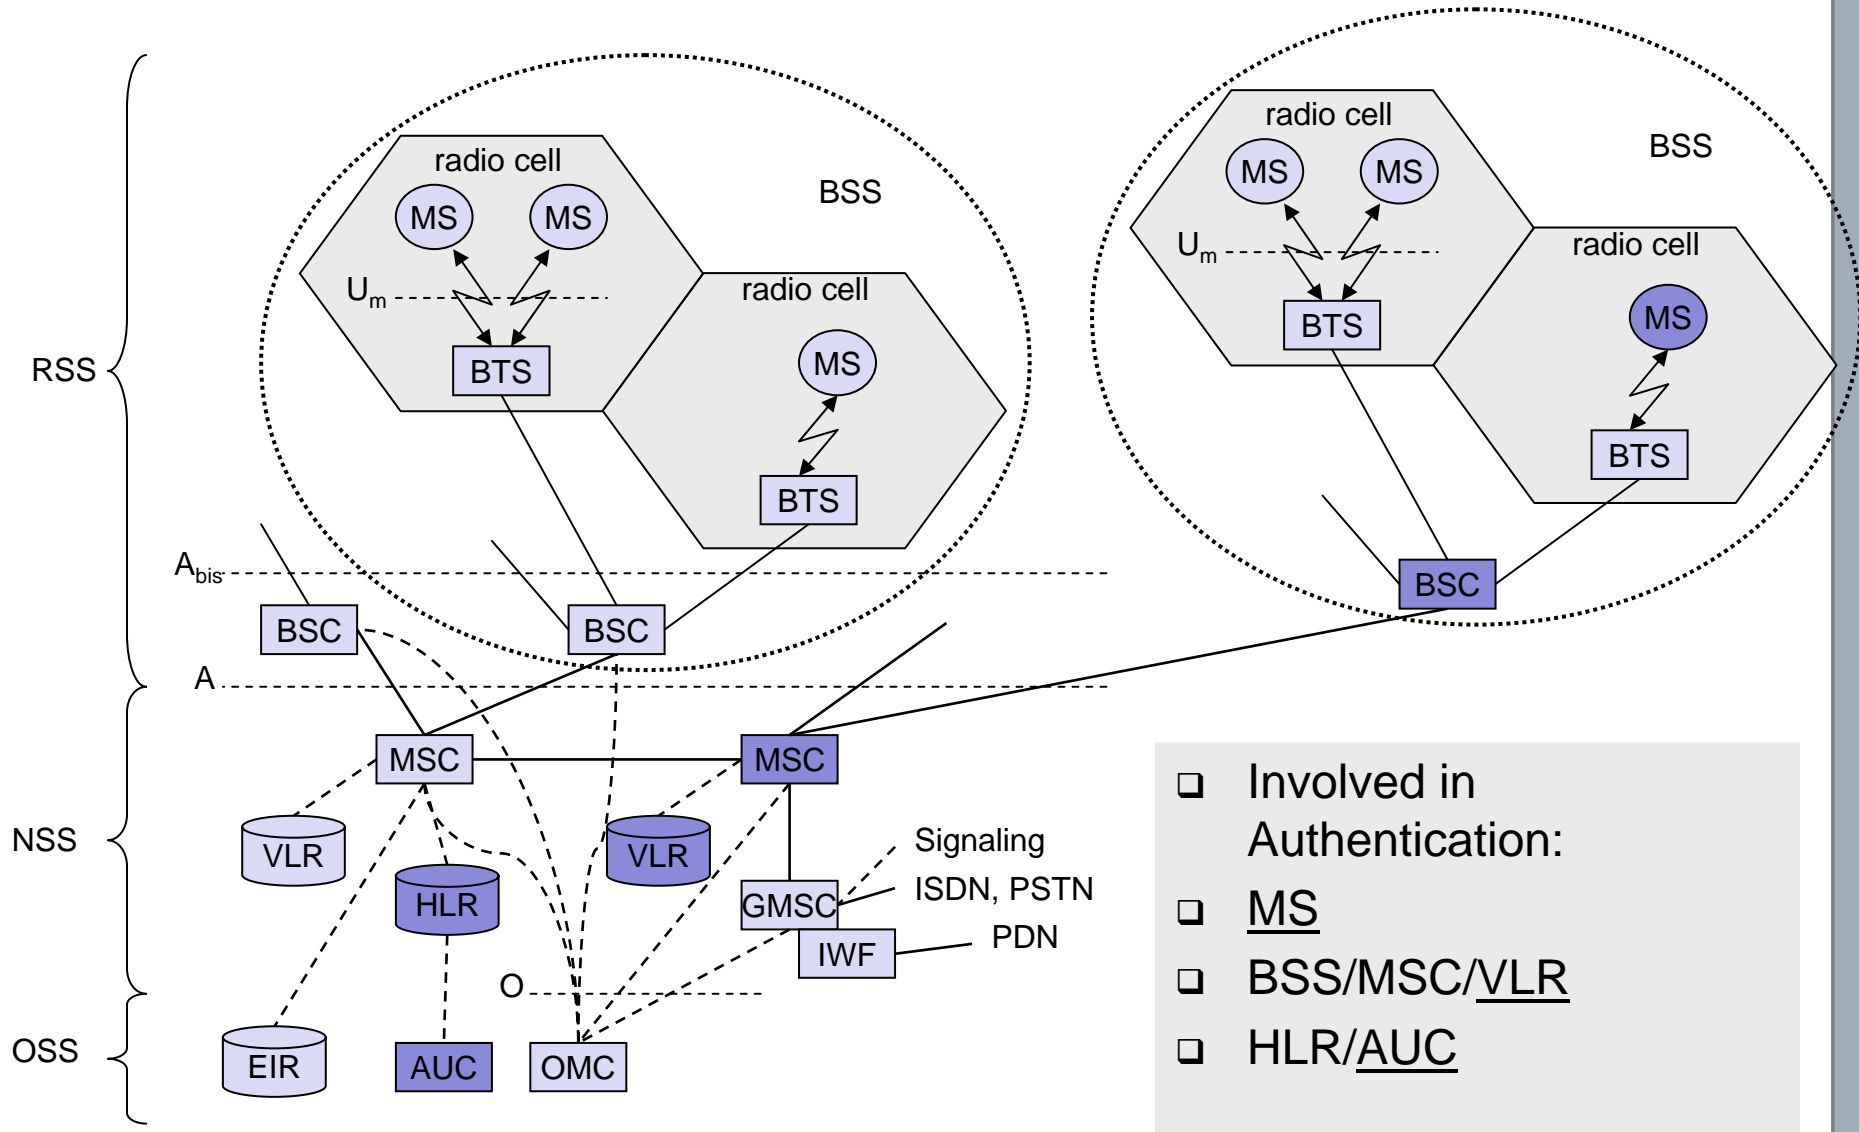 radio cell
MS
MS
BSS
radio cell
MS
MS
BSS
Um
BTS
radio cell
MS
BTS
Um
BTS
radio cell
MS
BTS
RSS
Abis
BSC
BSC
BSC
A
MSC
MSC
NSS
VLR
HLR
VLR
GMSC
IWF
Signaling
ISDN, PSTN
PDN
O
OSS
EIR
AUC
OMC
❑ Involved in
Authentication:
❑ MS
❑ BSS/MSC/VLR
❑ HLR/AUC